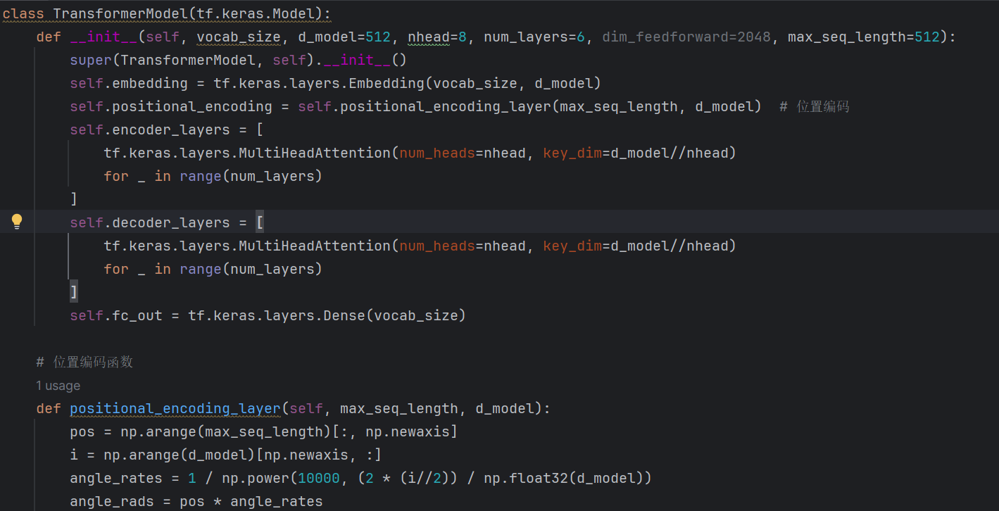 class TransformerModel(tf.keras.Model):
    def __init__(self, vocab_size, d_model=512, nhead=8, num_layers=6, dim_feedforward=2048, max_seq_length=512):
        super(TransformerModel, self).__init__()
        self.embedding = tf.keras.layers.Embedding(vocab_size, d_model)
        self.positional_encoding = self.positional_encoding_layer(max_seq_length, d_model)  # 位置编码
        self.encoder_layers = [
            tf.keras.layers.MultiHeadAttention(num_heads=nhead, key_dim=d_model//nhead)
            for _ in range(num_layers)
        ]
        self.decoder_layers = [
            tf.keras.layers.MultiHeadAttention(num_heads=nhead, key_dim=d_model//nhead)
            for _ in range(num_layers)
        ]
        self.fc_out = tf.keras.layers.Dense(vocab_size)
    # 位置编码函数
    1 usage
    def positional_encoding_layer(self, max_seq_length, d_model):
        pos = np.arange(max_seq_length)[:, np.newaxis]
        i = np.arange(d_model)[np.newaxis, :]
        angle_rates = 1 / np.power(10000, (2 * (i//2)) / np.float32(d_model))
        angle_rads = pos * angle_rates